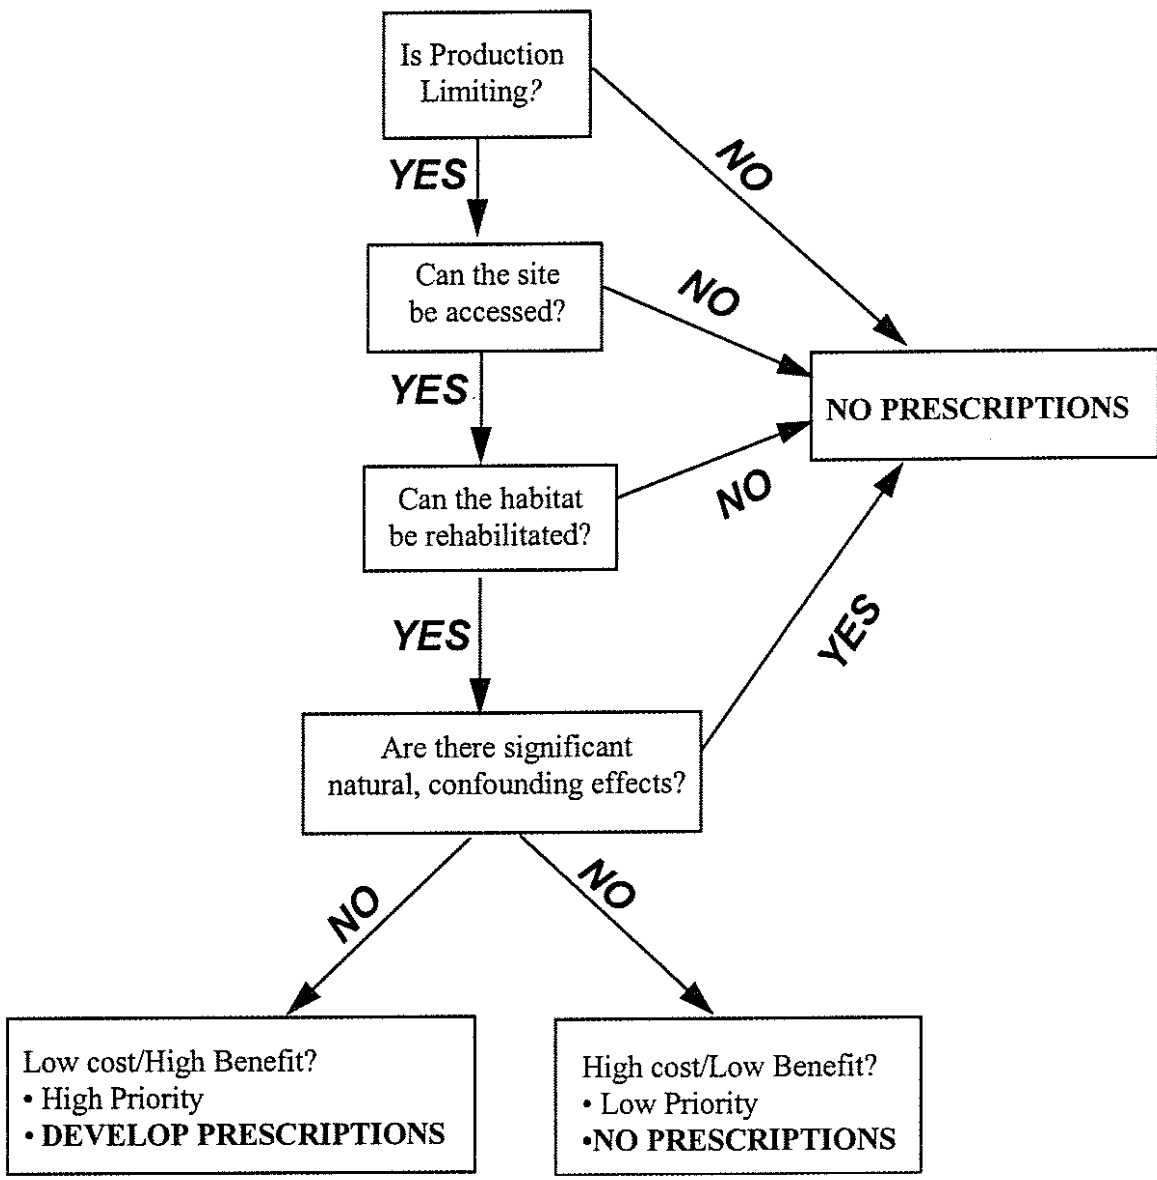 Is Production
Limiting?
NO
YES
Can the site
be accessed?
NO
YES
NO PRESCRIPTIONS
Can the habitat
be rehabilitated?
NO
YES
YES
Are there significant
natural, confounding effects?
NO
NO
Low cost/High Benefit?
• High Priority
• DEVELOP PRESCRIPTIONS
High cost/Low Benefit?
• Low Priority
•NO PRESCRIPTIONS